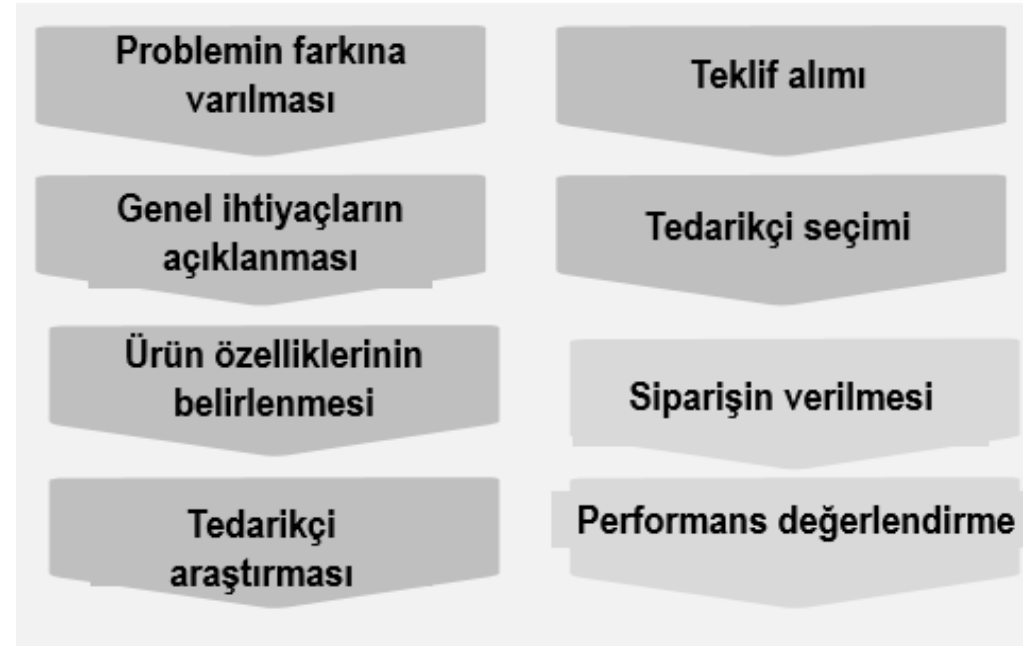 Problemin farkına
varılması
Genel ihtiyaçların
açıklanması
Ürün özelliklerinin
belirlenmesi
Tedarikçi
araştırması
Teklif alımı
Tedarikçi seçimi
Siparişin verilmesi
Performans değerlendirme